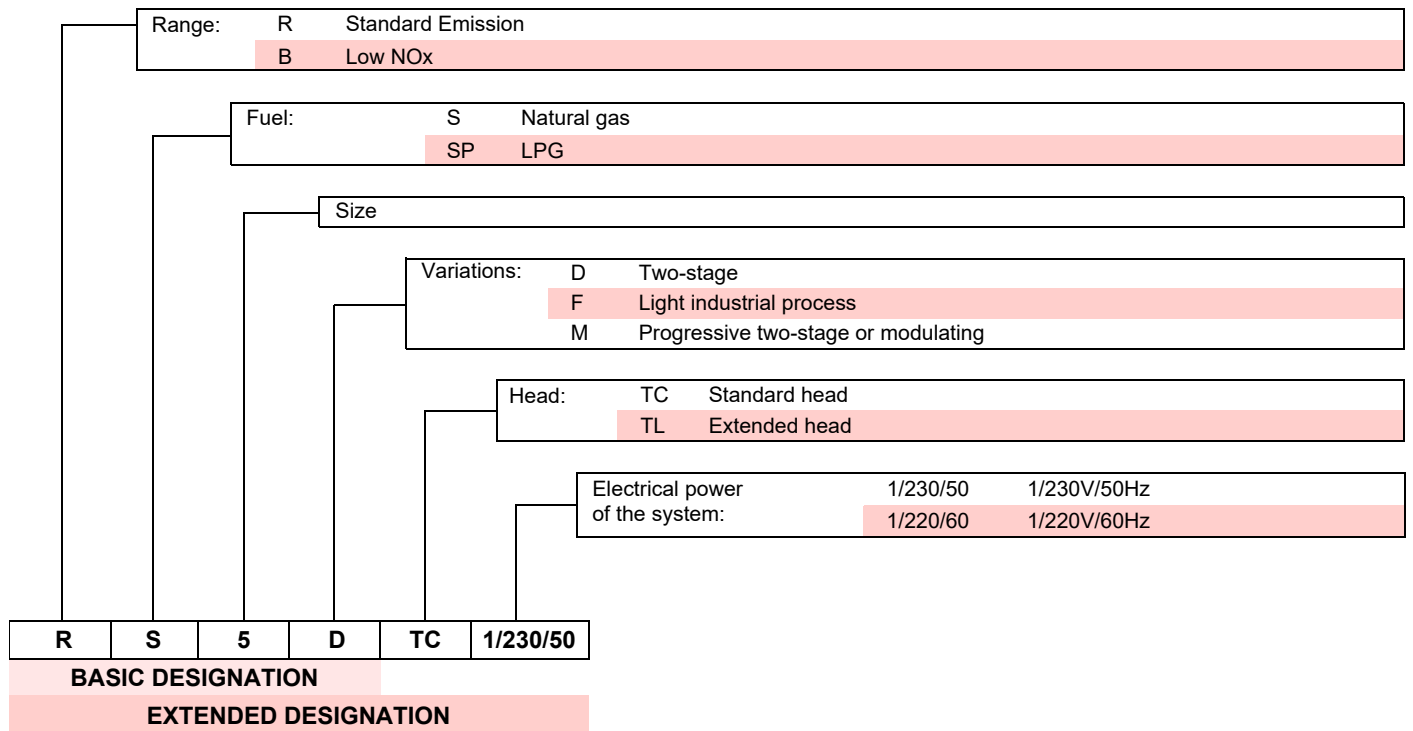 Range: R Standard Emission
B Low NOx
Fuel: S Natural gas
SP LPG
Size
Variations: D Two-stage
F Light industrial process
M Progressive two-stage or modulating
Head: TC Standard head
TL Extended head
Electrical power of the system: 1/230/50 1/230V/50Hz
1/220/60 1/220V/60Hz
R S 5 D TC 1/230/50
BASIC DESIGNATION
EXTENDED DESIGNATION